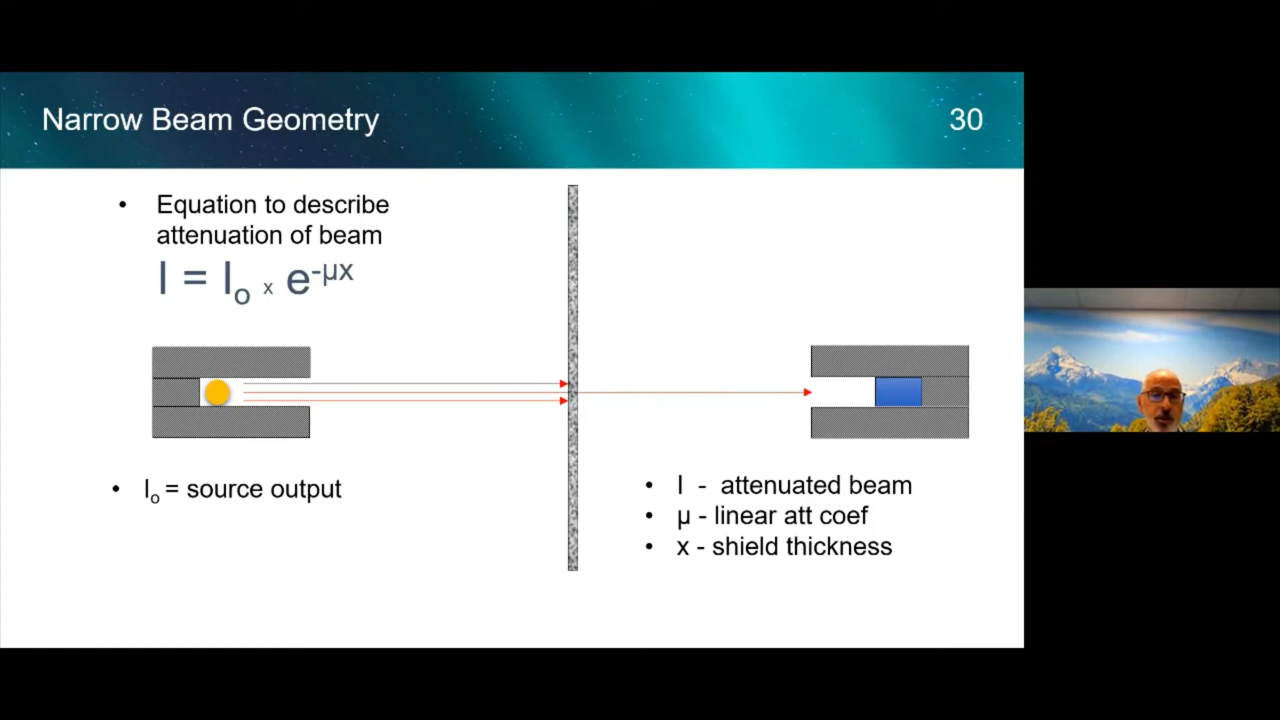 Narrow Beam Geometry
30
• Equation to describe
attenuation of beam
I = Iₒ x e⁻µˣ
• Iₒ = source output
• I - attenuated beam
• µ - linear att coef
• x - shield thickness